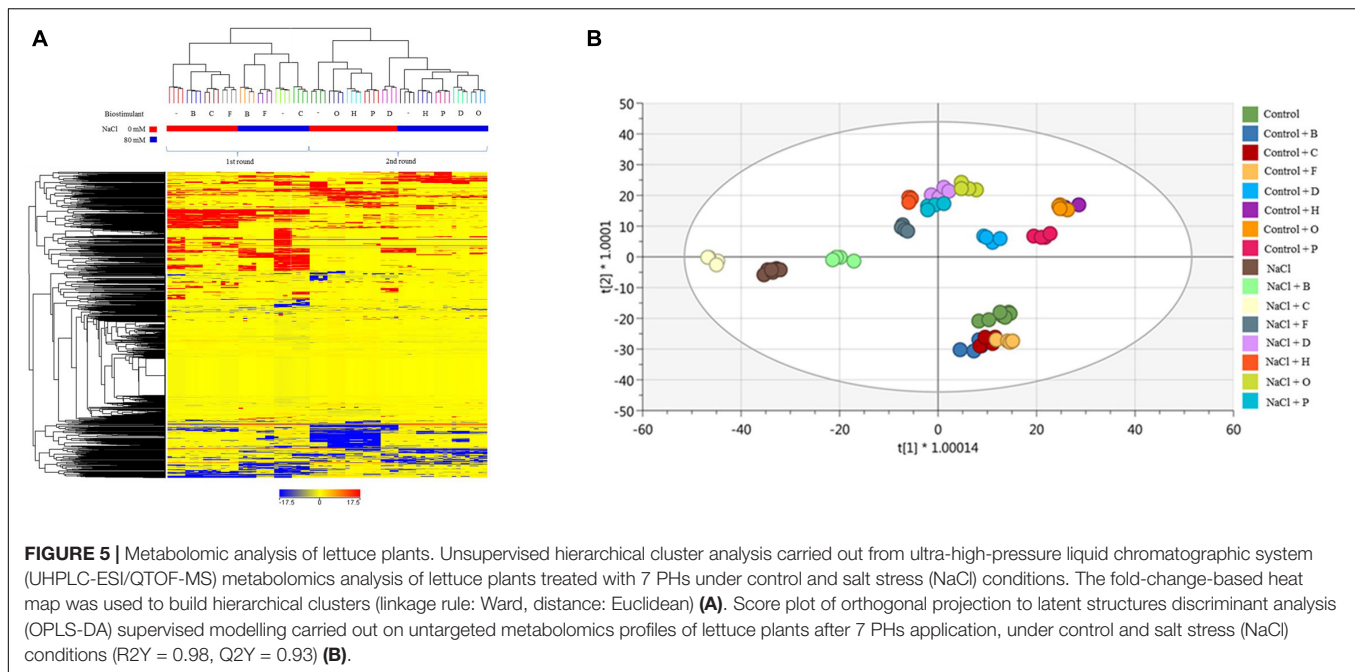 A
Biostimulant - B C F B F - C - O H P D - H P D O
NaCl 0 mM
80 mM
1st round 2nd round
-17.5 0 17.5
B
50
40
30
20
10
0
-10
-20
-30
-40
-50
t[2] * 1.0001
-60 -40 -20 0 20 40 60
t[1] * 1.00014
Control
Control + B
Control + C
Control + F
Control + D
Control + H
Control + O
Control + P
NaCl
NaCl + B
NaCl + C
NaCl + F
NaCl + D
NaCl + H
NaCl + O
NaCl + P
FIGURE 5 | Metabolomic analysis of lettuce plants. Unsupervised hierarchical cluster analysis carried out from ultra-high-pressure liquid chromatographic system
(UHPLC-ESI/QTOF-MS) metabolomics analysis of lettuce plants treated with 7 PHs under control and salt stress (NaCl) conditions. The fold-change-based heat
map was used to build hierarchical clusters (linkage rule: Ward, distance: Euclidean) (A). Score plot of orthogonal projection to latent structures discriminant analysis
(OPLS-DA) supervised modelling carried out on untargeted metabolomics profiles of lettuce plants after 7 PHs application, under control and salt stress (NaCl)
conditions (R2Y = 0.98, Q2Y = 0.93) (B).